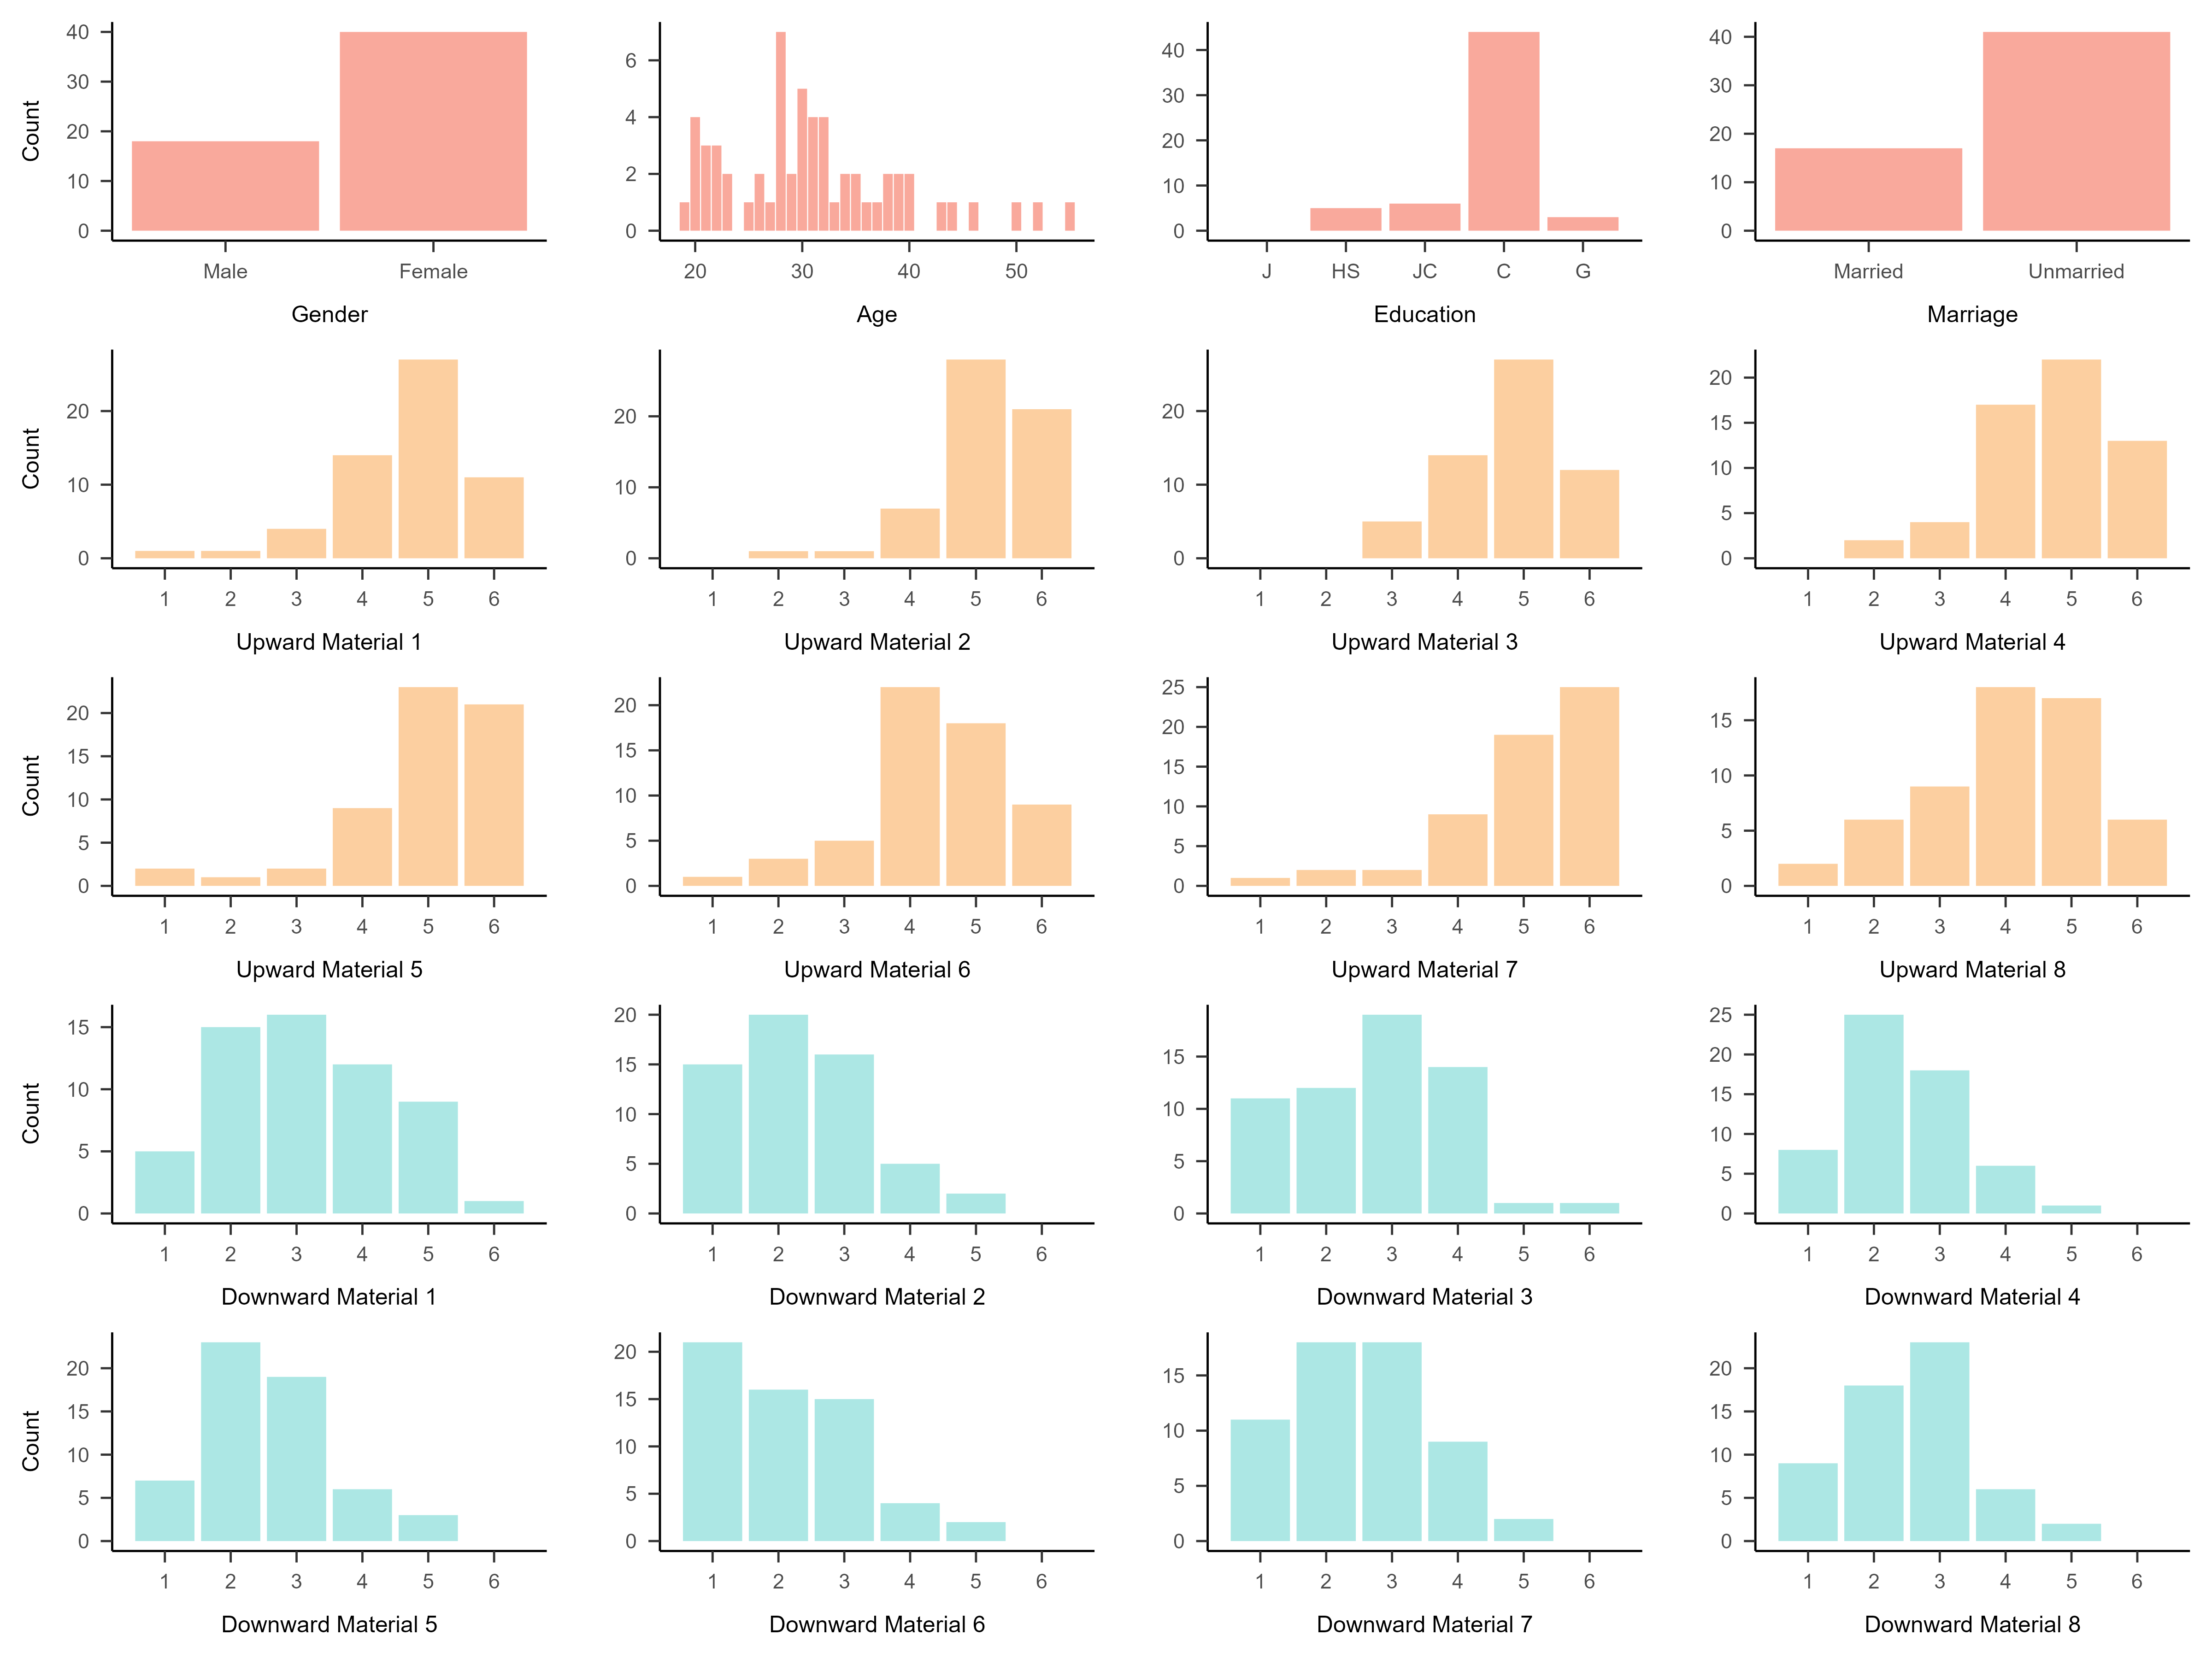 Count
0 10 20 30 40
Male Female
Gender
0 2 4 6
20 30 40 50
Age
0 10 20 30 40
J HS JC C G
Education
0 10 20 30 40
Married Unmarried
Marriage
Count
0 10 20
1 2 3 4 5 6
Upward Material 1
0 10 20
1 2 3 4 5 6
Upward Material 2
0 10 20
1 2 3 4 5 6
Upward Material 3
0 5 10 15 20
1 2 3 4 5 6
Upward Material 4
Count
0 5 10 15 20
1 2 3 4 5 6
Upward Material 5
0 5 10 15 20
1 2 3 4 5 6
Upward Material 6
0 5 10 15 20 25
1 2 3 4 5 6
Upward Material 7
0 5 10 15
1 2 3 4 5 6
Upward Material 8
Count
0 5 10 15
1 2 3 4 5 6
Downward Material 1
0 5 10 15 20
1 2 3 4 5 6
Downward Material 2
0 5 10 15
1 2 3 4 5 6
Downward Material 3
0 5 10 15 20 25
1 2 3 4 5 6
Downward Material 4
Count
0 5 10 15 20
1 2 3 4 5 6
Downward Material 5
0 5 10 15 20
1 2 3 4 5 6
Downward Material 6
0 5 10 15
1 2 3 4 5 6
Downward Material 7
0 5 10 15 20
1 2 3 4 5 6
Downward Material 8